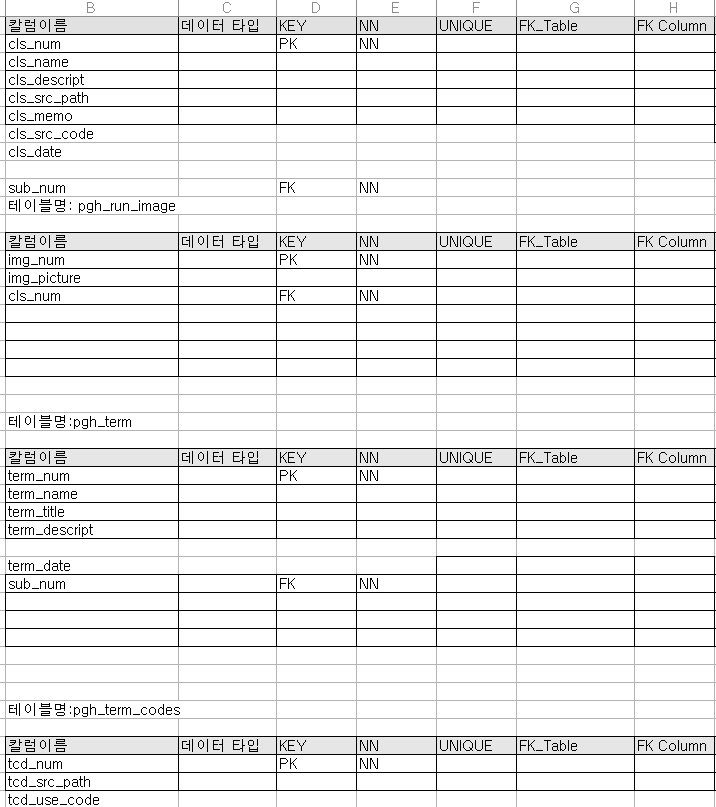 B C D E F G H
칼럼이름 데이터 타입 KEY NN UNIQUE FK_Table FK Column
cls_num PK NN
cls_name
cls_descript
cls_src_path
cls_memo
cls_src_code
cls_date
sub_num FK NN
테이블명: pgh_run_image
칼럼이름 데이터 타입 KEY NN UNIQUE FK_Table FK Column
img_num PK NN
img_picture
cls_num FK NN
테이블명:pgh_term
칼럼이름 데이터 타입 KEY NN UNIQUE FK_Table FK Column
term_num PK NN
term_name
term_title
term_descript
term_date
sub_num FK NN
테이블명:pgh_term_codes
칼럼이름 데이터 타입 KEY NN UNIQUE FK_Table FK Column
tcd_num PK NN
tcd_src_path
tcd_use_code